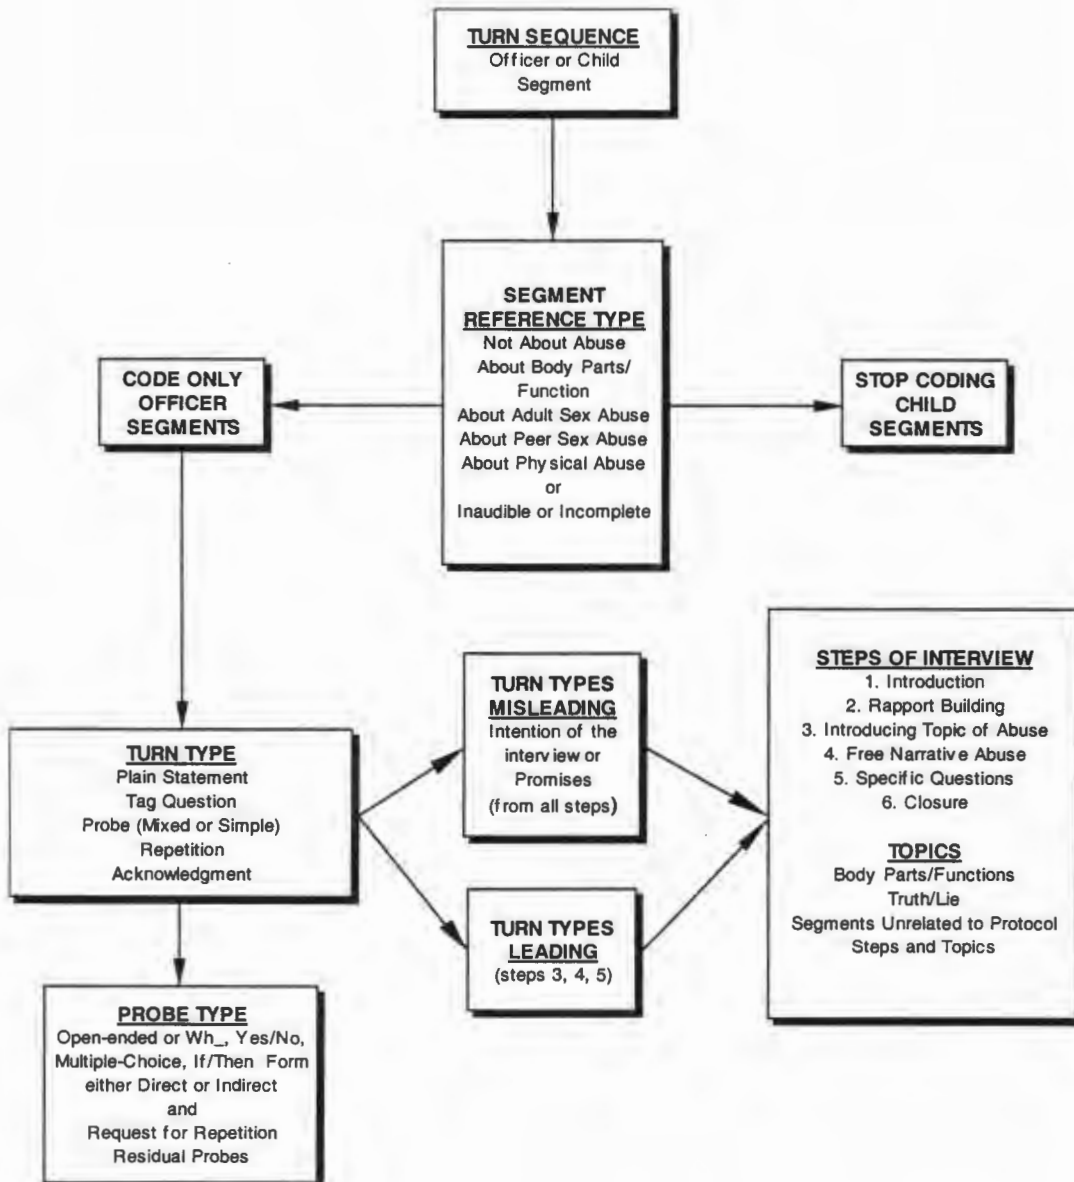 TURN SEQUENCE
Officer or Child
Segment
SEGMENT
REFERENCE TYPE
Not About Abuse
About Body Parts/
Function
About Adult Sex Abuse
About Peer Sex Abuse
About Physical Abuse
or
Inaudible or Incomplete
CODE ONLY
OFFICER
SEGMENTS
STOP CODING
CHILD
SEGMENTS
TURN TYPE
Plain Statement
Tag Question
Probe (Mixed or Simple)
Repetition
Acknowledgment
TURN TYPES
MISLEADING
Intention of the
interview or
Promises
(from all steps)
TURN TYPES
LEADING
(steps 3, 4, 5)
STEPS OF INTERVIEW
1. Introduction
2. Rapport Building
3. Introducing Topic of Abuse
4. Free Narrative Abuse
5. Specific Questions
6. Closure
TOPICS
Body Parts/Functions
Truth/Lie
Segments Unrelated to Protocol
Steps and Topics
PROBE TYPE
Open-ended or Wh_, Yes/No,
Multiple-Choice, If/Then Form
either Direct or Indirect
and
Request for Repetition
Residual Probes